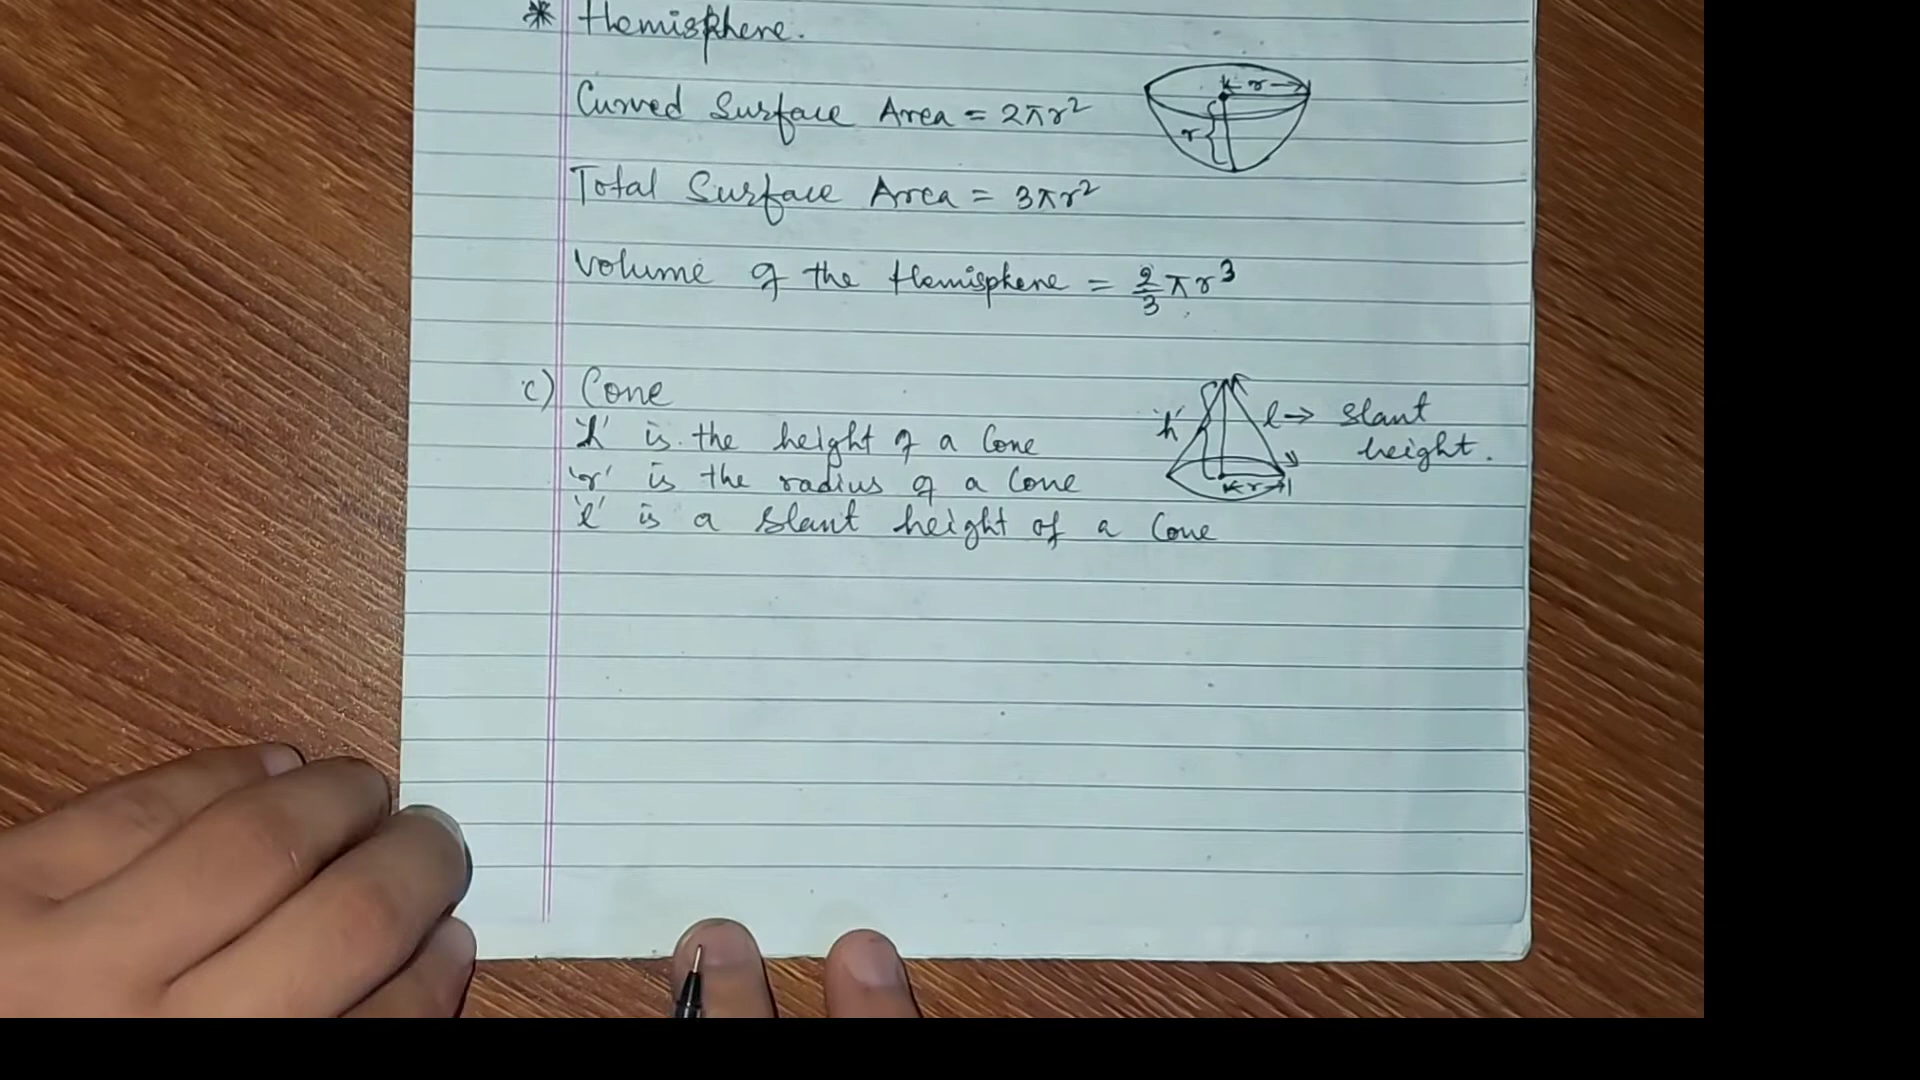 * Hemisphere.
Curved Surface Area = 2πr²
r
r
Total Surface Area = 3πr²
Volume of the Hemisphere = 2/3 πr³
c) Cone
'h' l → slant
height.
r
'h' is the height of a Cone
'r' is the radius of a Cone
'l' is a slant height of a Cone